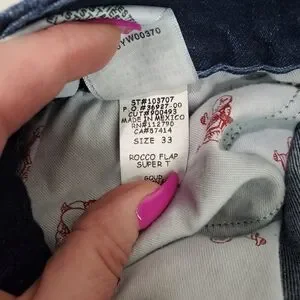 YW00370
ST#103707
P.O#36927-00
CUT#900493
MADE IN MEXICO
RN#112790
CA#57414
SIZE 33
ROCCO FLAP
SUPER T